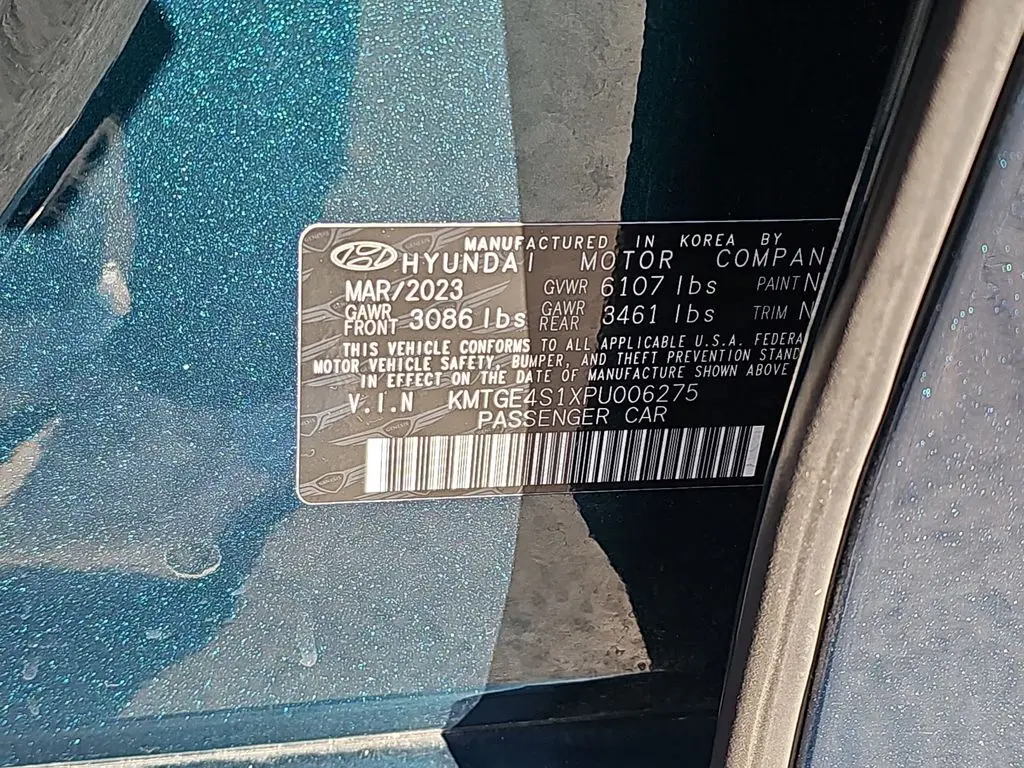 MANUFACTURED IN KOREA BY
HYUNDAI MOTOR COMPAN
MAR/2023 GVWR 6107 lbs PAINT N
GAWR FRONT 3086 lbs GAWR REAR 3461 lbs TRIM N
THIS VEHICLE CONFORMS TO ALL APPLICABLE U.S.A. FEDERA
MOTOR VEHICLE SAFETY, BUMPER, AND THEFT PREVENTION STAND
IN EFFECT ON THE DATE OF MANUFACTURE SHOWN ABOVE
V.I.N KMTGE4S1XPU006275
PASSENGER CAR